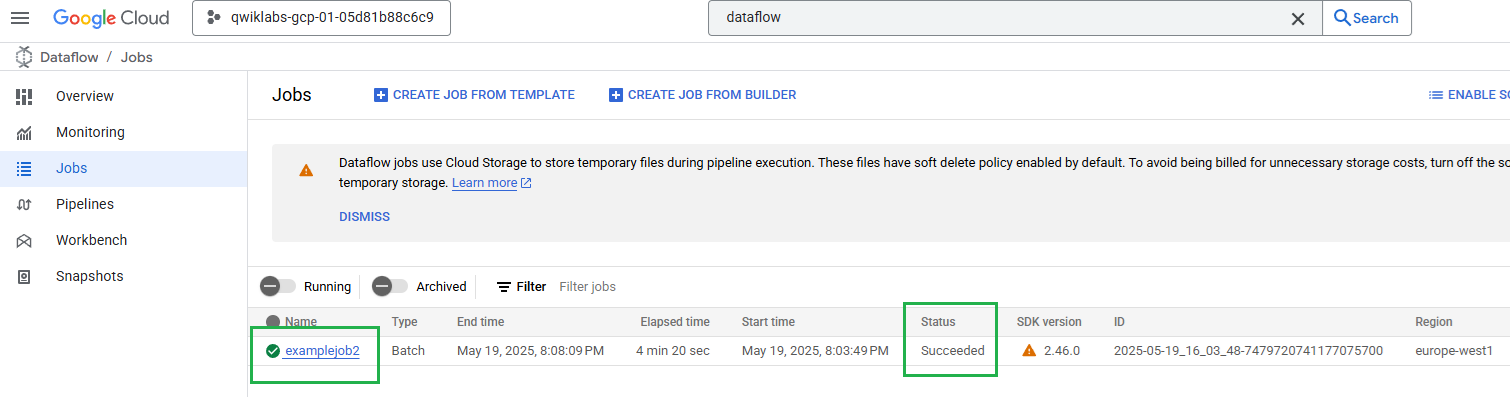 Google Cloud
qwiklabs-gcp-01-05d81b88c6c9
dataflow
Search
Dataflow / Jobs
Overview
Monitoring
Jobs
Pipelines
Workbench
Snapshots
Jobs
CREATE JOB FROM TEMPLATE
CREATE JOB FROM BUILDER
ENABLE SO
Dataflow jobs use Cloud Storage to store temporary files during pipeline execution. These files have soft delete policy enabled by default. To avoid being billed for unnecessary storage costs, turn off the so
temporary storage. Learn more
DISMISS
Running
Archived
Filter
Filter jobs
Name Type End time Elapsed time Start time Status SDK version ID Region
examplejob2 Batch May 19, 2025, 8:08:09 PM 4 min 20 sec May 19, 2025, 8:03:49 PM Succeeded 2.46.0 2025-05-19_16_03_48-7479720741177075700 europe-west1